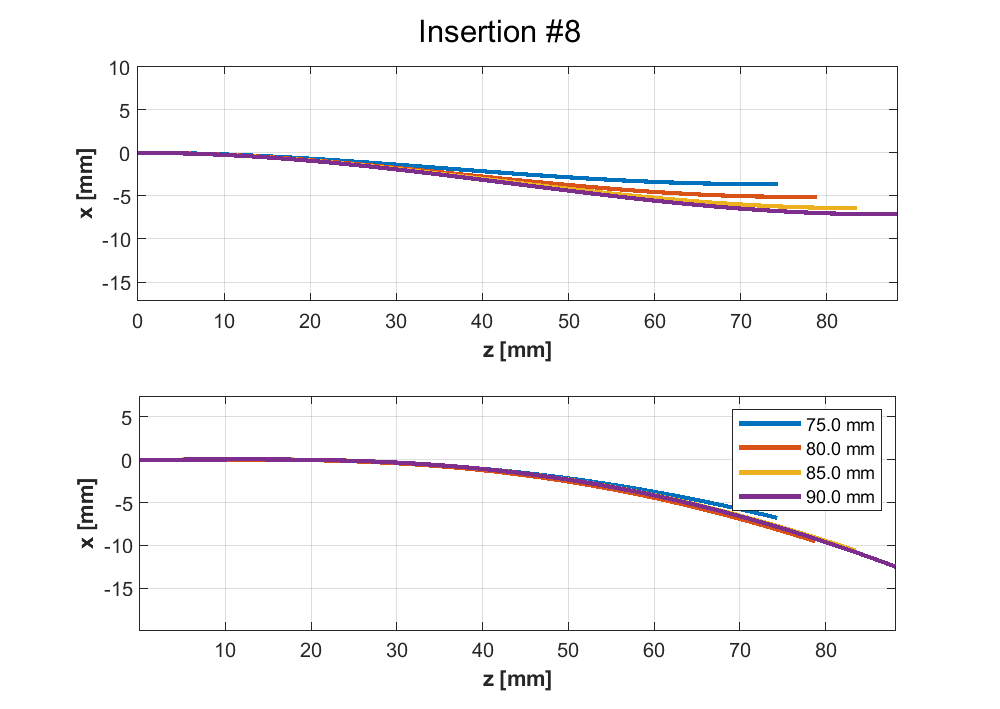 Insertion #8
10
5
0
-5
-10
-15
x [mm]
0 10 20 30 40 50 60 70 80
z [mm]
5
0
-5
-10
-15
x [mm]
75.0 mm
80.0 mm
85.0 mm
90.0 mm
10 20 30 40 50 60 70 80
z [mm]